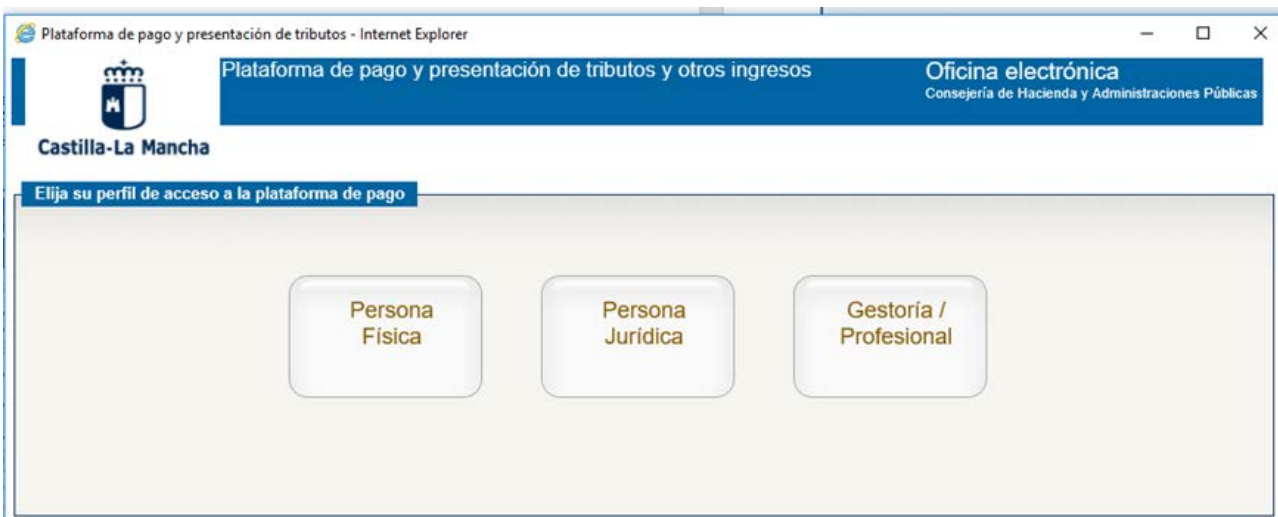 Plataforma de pago y presentación de tributos - Internet Explorer
Plataforma de pago y presentación de tributos y otros ingresos
Oficina electrónica
Consejería de Hacienda y Administraciones Públicas
Castilla-La Mancha
Elija su perfil de acceso a la plataforma de pago
Persona
Física
Persona
Jurídica
Gestoría /
Profesional